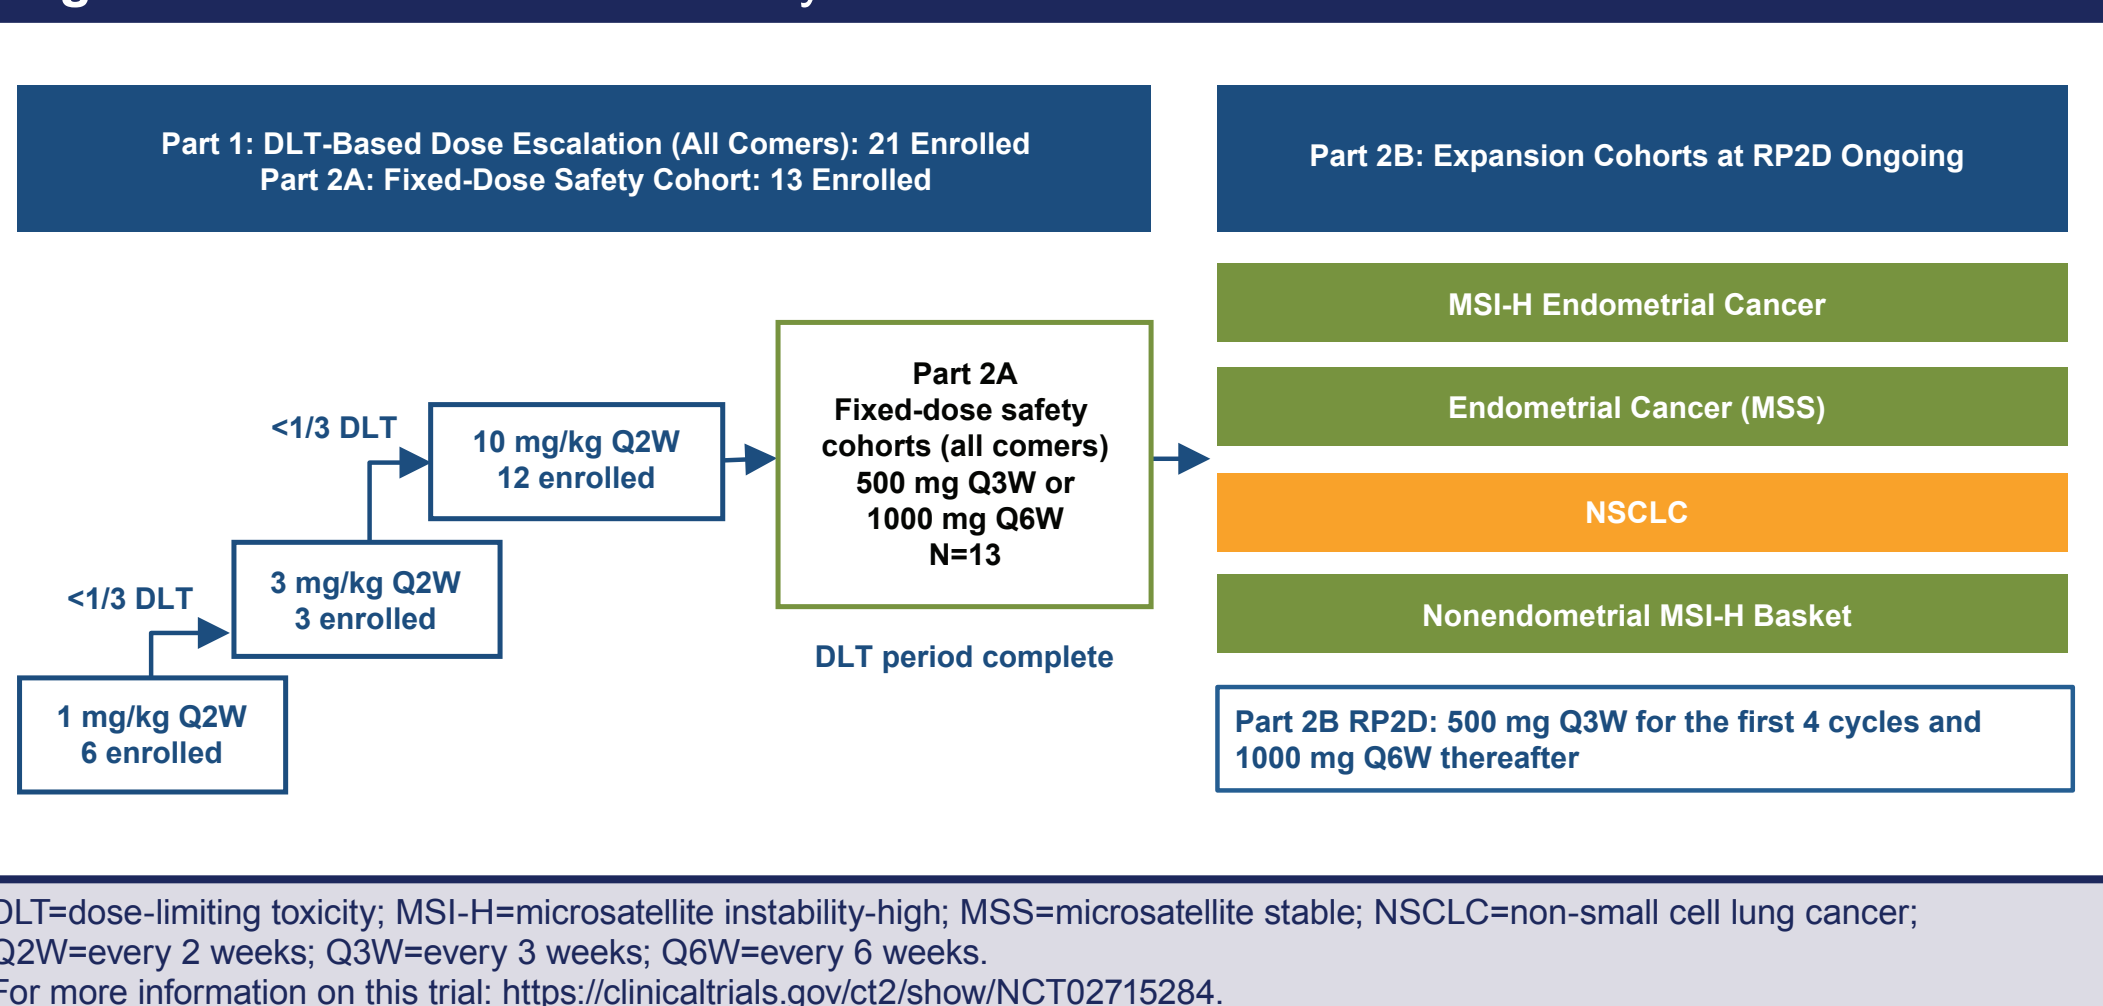 Part 1: DLT-Based Dose Escalation (All Comers): 21 Enrolled
Part 2A: Fixed-Dose Safety Cohort: 13 Enrolled
Part 2B: Expansion Cohorts at RP2D Ongoing
<1/3 DLT
1 mg/kg Q2W
6 enrolled
<1/3 DLT
3 mg/kg Q2W
3 enrolled
10 mg/kg Q2W
12 enrolled
Part 2A
Fixed-dose safety
cohorts (all comers)
500 mg Q3W or
1000 mg Q6W
N=13
DLT period complete
MSI-H Endometrial Cancer
Endometrial Cancer (MSS)
NSCLC
Nonendometrial MSI-H Basket
Part 2B RP2D: 500 mg Q3W for the first 4 cycles and
1000 mg Q6W thereafter
DLT=dose-limiting toxicity; MSI-H=microsatellite instability-high; MSS=microsatellite stable; NSCLC=non-small cell lung cancer;
Q2W=every 2 weeks; Q3W=every 3 weeks; Q6W=every 6 weeks.
For more information on this trial: https://clinicaltrials.gov/ct2/show/NCT02715284.